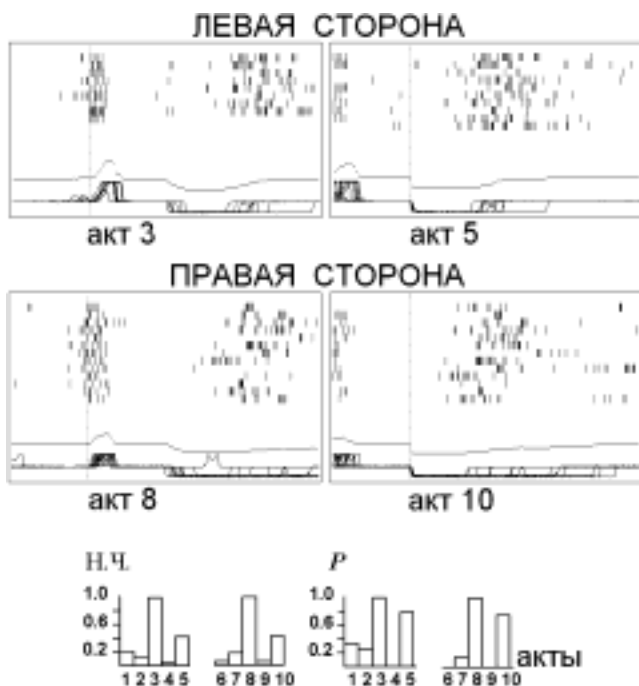 ЛЕВАЯ СТОРОНА
акт 3 акт 5
ПРАВАЯ СТОРОНА
акт 8 акт 10
Н.Ч. P
1.0 1.0
0.6 0.6
0.2 0.2
1 2 3 4 5 6 7 8 9 10 1 2 3 4 5 6 7 8 9 10 акты